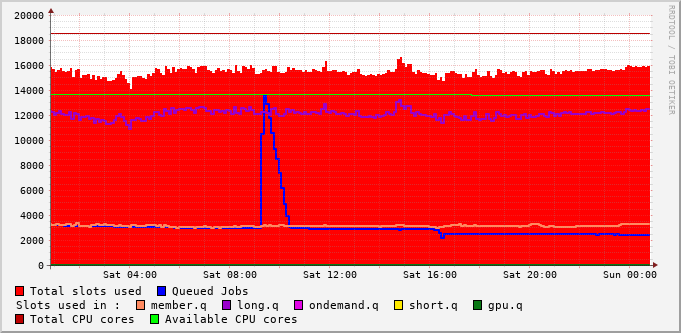 20000
18000
16000
14000
12000
10000
8000
6000
4000
2000
0
Sat 04:00 Sat 08:00 Sat 12:00 Sat 16:00 Sat 20:00 Sun 00:00
Total slots used Queued Jobs
Slots used in : member.q long.q ondemand.q short.q gpu.q
Total CPU cores Available CPU cores
RRDTOOL / TOBI OETIKER